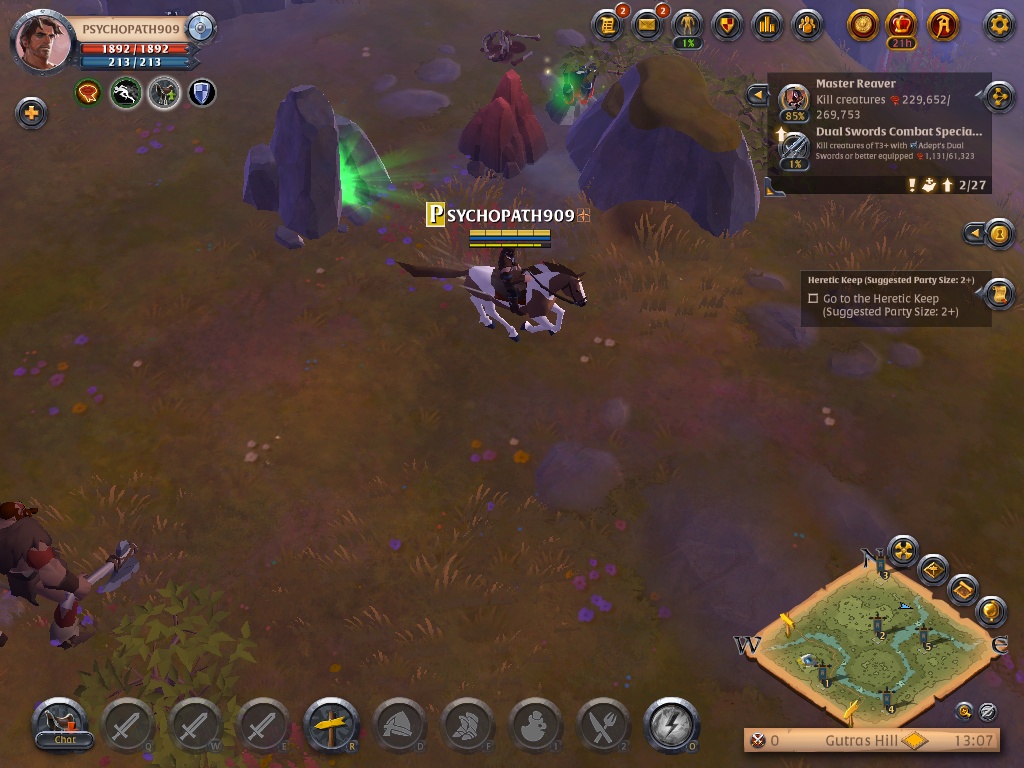 PSYCHOPATH909
1892 / 1892
213 / 213
2
2
1%
21h
Master Reaver
Kill creatures 229,652/
269,753
85%
Dual Swords Combat Specia...
Kill creatures of T3+ with Adept's Dual
Swords or better equipped 1,131/61,323
1%
2/27
PSYCHOPATH909
Heretic Keep (Suggested Party Size: 2+)
Go to the Heretic Keep
(Suggested Party Size: 2+)
N
3
W
2
5
E
1
4
Chat
Q
W
E
R
D
F
1
2
O
0
Gutras Hill
13:07